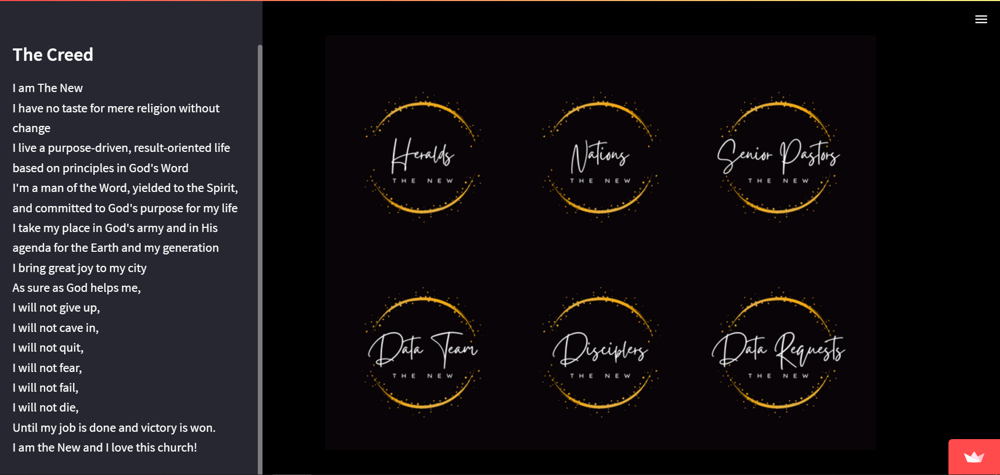 The Creed
I am The New
I have no taste for mere religion without
change
I live a purpose-driven, result-oriented life
based on principles in God's Word
I'm a man of the Word, yielded to the Spirit,
and committed to God's purpose for my life
I take my place in God's army and in His
agenda for the Earth and my generation
I bring great joy to my city
As sure as God helps me,
I will not give up,
I will not cave in,
I will not quit,
I will not fear,
I will not fail,
I will not die,
Until my job is done and victory is won.
I am the New and I love this church!
Heralds
THE NEW
Nations
THE NEW
Senior Pastors
THE NEW
Data Team
THE NEW
Disciplers
THE NEW
Data Requests
THE NEW